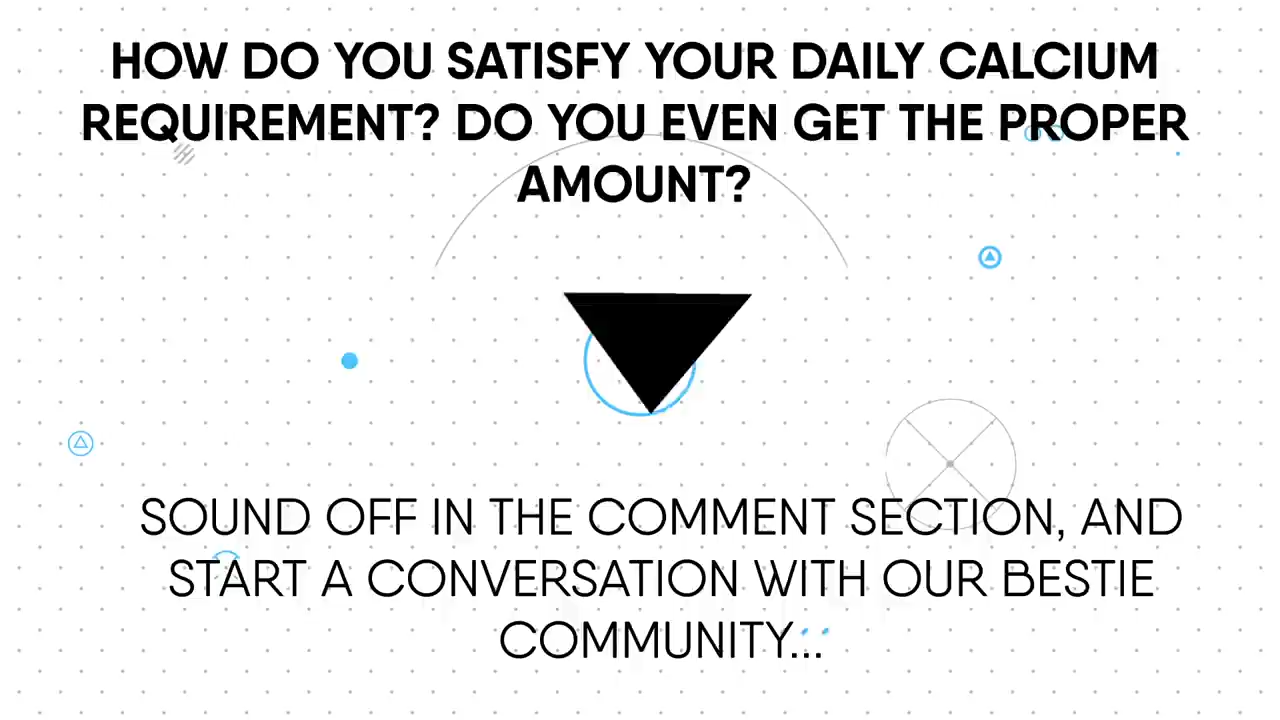 HOW DO YOU SATISFY YOUR DAILY CALCIUM
REQUIREMENT? DO YOU EVEN GET THE PROPER
AMOUNT?
SOUND OFF IN THE COMMENT SECTION, AND
START A CONVERSATION WITH OUR BESTIE
COMMUNITY...